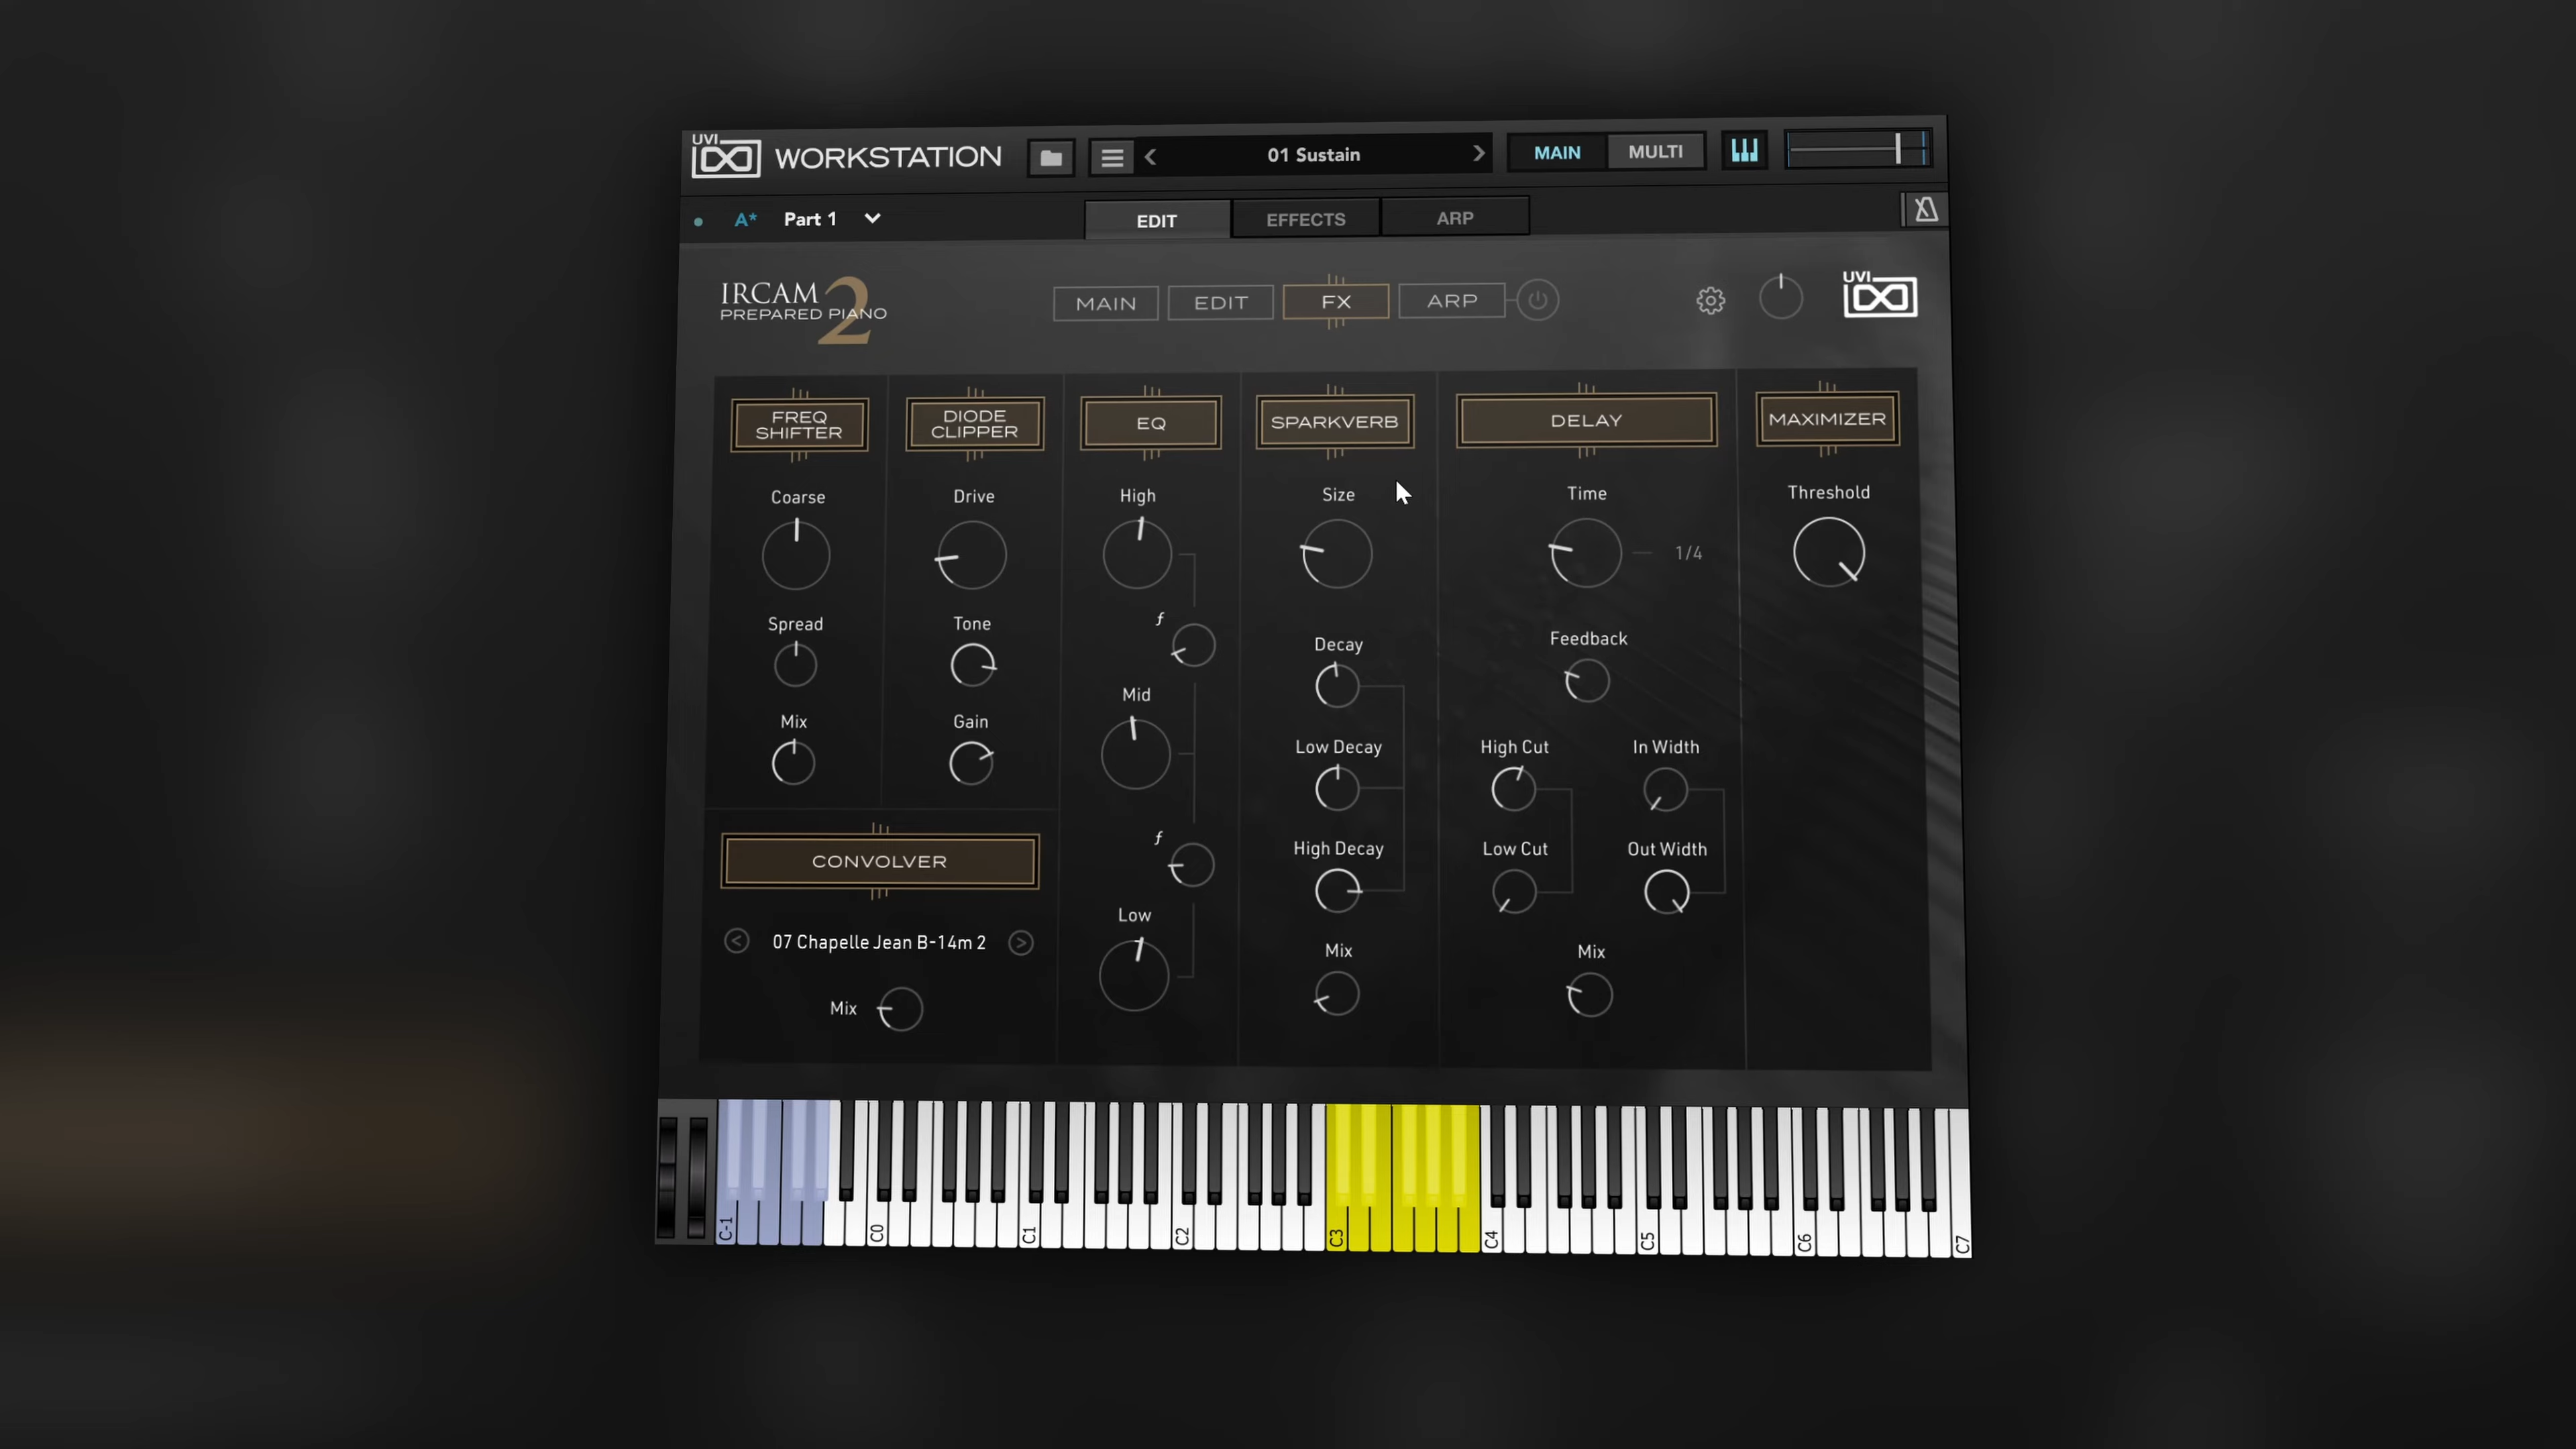 UVI
WORKSTATION
01 Sustain
MAIN
MULTI
A*
Part 1
EDIT
EFFECTS
ARP
IRCAM
PREPARED PIANO
2
MAIN
EDIT
FX
ARP
UVI
FREQ
SHIFTER
DIODE
CLIPPER
EQ
SPARKVERB
DELAY
MAXIMIZER
Coarse
Drive
High
Size
Time
Threshold
1/4
Spread
Tone
f
Decay
Feedback
Mix
Gain
Mid
Low Decay
High Cut
In Width
CONVOLVER
f
High Decay
Low Cut
Out Width
07 Chapelle Jean B-14m 2
Low
Mix
Mix
Mix
C-1
C0
C1
C2
C3
C4
C5
C6
C7